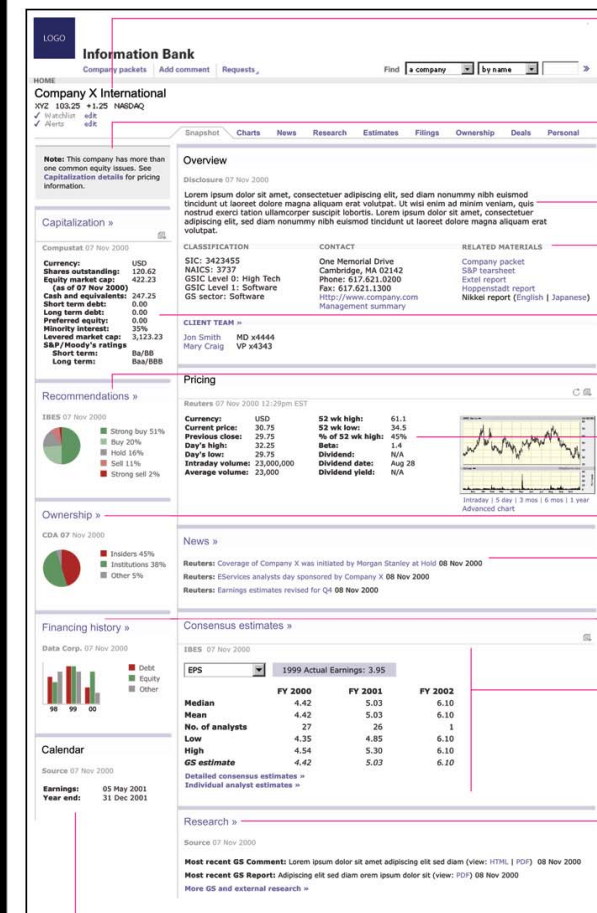 LOGO
Information Bank
Company packets Add comment Requests
Find a company by name »
HOME
Company X International
XYZ 103.25 +1.25 NASDAQ
✓ Watchlist edit
✓ Alerts edit
Snapshot Charts News Research Estimates Filings Ownership Deals Personal
Note: This company has more than
one common equity issues. See
Capitalization details for pricing
information.
Capitalization »
Compustat 07 Nov 2000
Currency: USD
Shares outstanding: 120.62
Equity market cap: 422.23
(as of 07 Nov 2000)
Cash and equivalents: 247.25
Short term debt: 0.00
Long term debt: 0.00
Preferred equity: 0.00
Minority interest: 35%
Levered market cap: 3,123.23
S&P/Moody's ratings
Short term: Ba/BB
Long term: Baa/BBB
Recommendations »
IBES 07 Nov 2000
Strong buy 51%
Buy 20%
Hold 16%
Sell 11%
Strong sell 2%
Ownership »
CDA 07 Nov 2000
Insiders 45%
Institutions 38%
Other 5%
Financing history »
Data Corp. 07 Nov 2000
Debt
Equity
Other
98 99 00
Calendar
Source 07 Nov 2000
Earnings: 05 May 2001
Year end: 31 Dec 2001
Overview
Disclosure 07 Nov 2000
Lorem ipsum dolor sit amet, consectetuer adipiscing elit, sed diam nonummy nibh euismod
tincidunt ut laoreet dolore magna aliquam erat volutpat. Ut wisi enim ad minim veniam, quis
nostrud exerci tation ullamcorper suscipit lobortis. Lorem ipsum dolor sit amet, consectetuer
adipiscing elit, sed diam nonummy nibh euismod tincidunt ut laoreet dolore magna aliquam erat
volutpat.
CLASSIFICATION
SIC: 3423455
NAICS: 3737
GSIC Level 0: High Tech
GSIC Level 1: Software
GS sector: Software
CONTACT
One Memorial Drive
Cambridge, MA 02142
Phone: 617.621.0200
Fax: 617.621.1300
Http://www.company.com
Management summary
RELATED MATERIALS
Company packet
S&P tearsheet
Extel report
Hoppenstadt report
Nikkei report (English | Japanese)
CLIENT TEAM »
Jon Smith MD x4444
Mary Craig VP x4343
Pricing
Reuters 07 Nov 2000 12:29pm EST
Currency: USD
Current price: 30.75
Previous close: 29.75
Day's high: 32.25
Day's low: 29.75
Intraday volume: 23,000,000
Average volume: 23,000
52 wk high: 61.1
52 wk low: 34.5
% of 52 wk high: 45%
Beta: 1.4
Dividend: N/A
Dividend date: Aug 28
Dividend yield: N/A
Intraday | 5 day | 3 mos | 6 mos | 1 year
Advanced chart
News »
Reuters: Coverage of Company X was initiated by Morgan Stanley at Hold 08 Nov 2000
Reuters: EServices analysts day sponsored by Company X 08 Nov 2000
Reuters: Earnings estimates revised for Q4 08 Nov 2000
Consensus estimates »
IBES 07 Nov 2000
EPS 1999 Actual Earnings: 3.95
FY 2000 FY 2001 FY 2002
Median 4.42 5.03 6.10
Mean 4.42 5.03 6.10
No. of analysts 27 26 1
Low 4.35 4.85 6.10
High 4.54 5.30 6.10
GS estimate 4.42 5.03 6.10
Detailed consensus estimates »
Individual analyst estimates »
Research »
Source 07 Nov 2000
Most recent GS Comment: Lorem ipsum dolor sit amet adipiscing elit sed diam (view: HTML | PDF) 08 Nov 2000
Most recent GS Report: Adipiscing elit sed diam orem ipsum dolor sit (view: PDF) 08 Nov 2000
More GS and external research »